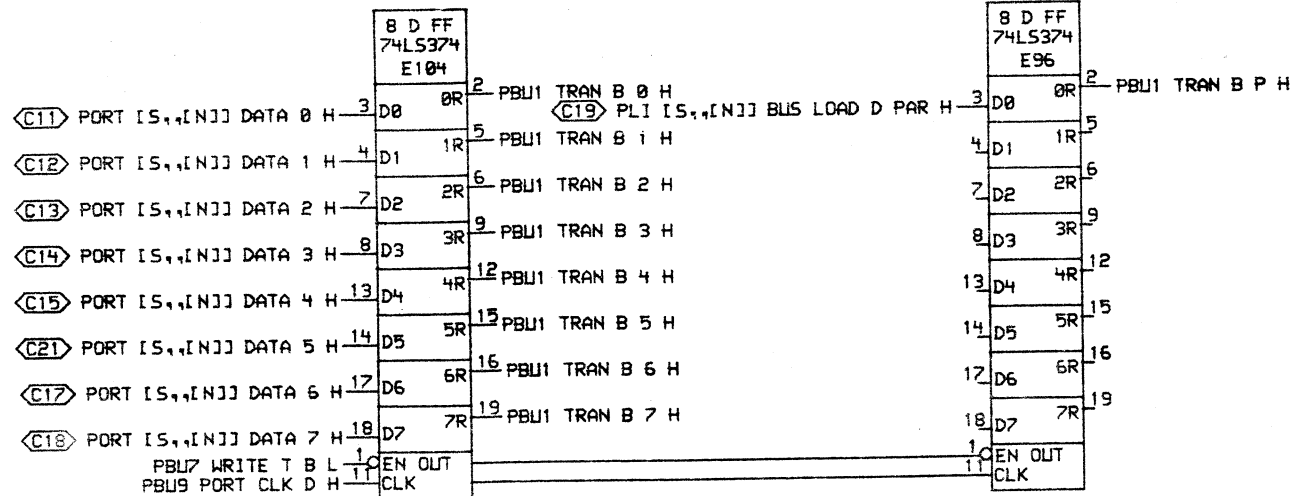 8 D FF
74LS374
E104
<C11> PORT [S,,[N]] DATA 0 H 3 D0 0R 2 PBU1 TRAN B 0 H
<C12> PORT [S,,[N]] DATA 1 H 4 D1 1R 5 PBU1 TRAN B i H
<C13> PORT [S,,[N]] DATA 2 H 7 D2 2R 6 PBU1 TRAN B 2 H
<C14> PORT [S,,[N]] DATA 3 H 8 D3 3R 9 PBU1 TRAN B 3 H
<C15> PORT [S,,[N]] DATA 4 H 13 D4 4R 12 PBU1 TRAN B 4 H
<C21> PORT [S,,[N]] DATA 5 H 14 D5 5R 15 PBU1 TRAN B 5 H
<C17> PORT [S,,[N]] DATA 6 H 17 D6 6R 16 PBU1 TRAN B 6 H
<C18> PORT [S,,[N]] DATA 7 H 18 D7 7R 19 PBU1 TRAN B 7 H
PBU7 WRITE T B L 1 EN OUT
PBU9 PORT CLK D H 11 CLK
8 D FF
74LS374
E96
<C19> PLI [S,,[N]] BUS LOAD D PAR H 3 D0 0R 2 PBU1 TRAN B P H
4 D1 1R 5
7 D2 2R 6
8 D3 3R 9
13 D4 4R 12
14 D5 5R 15
17 D6 6R 16
18 D7 7R 19
1 EN OUT
11 CLK